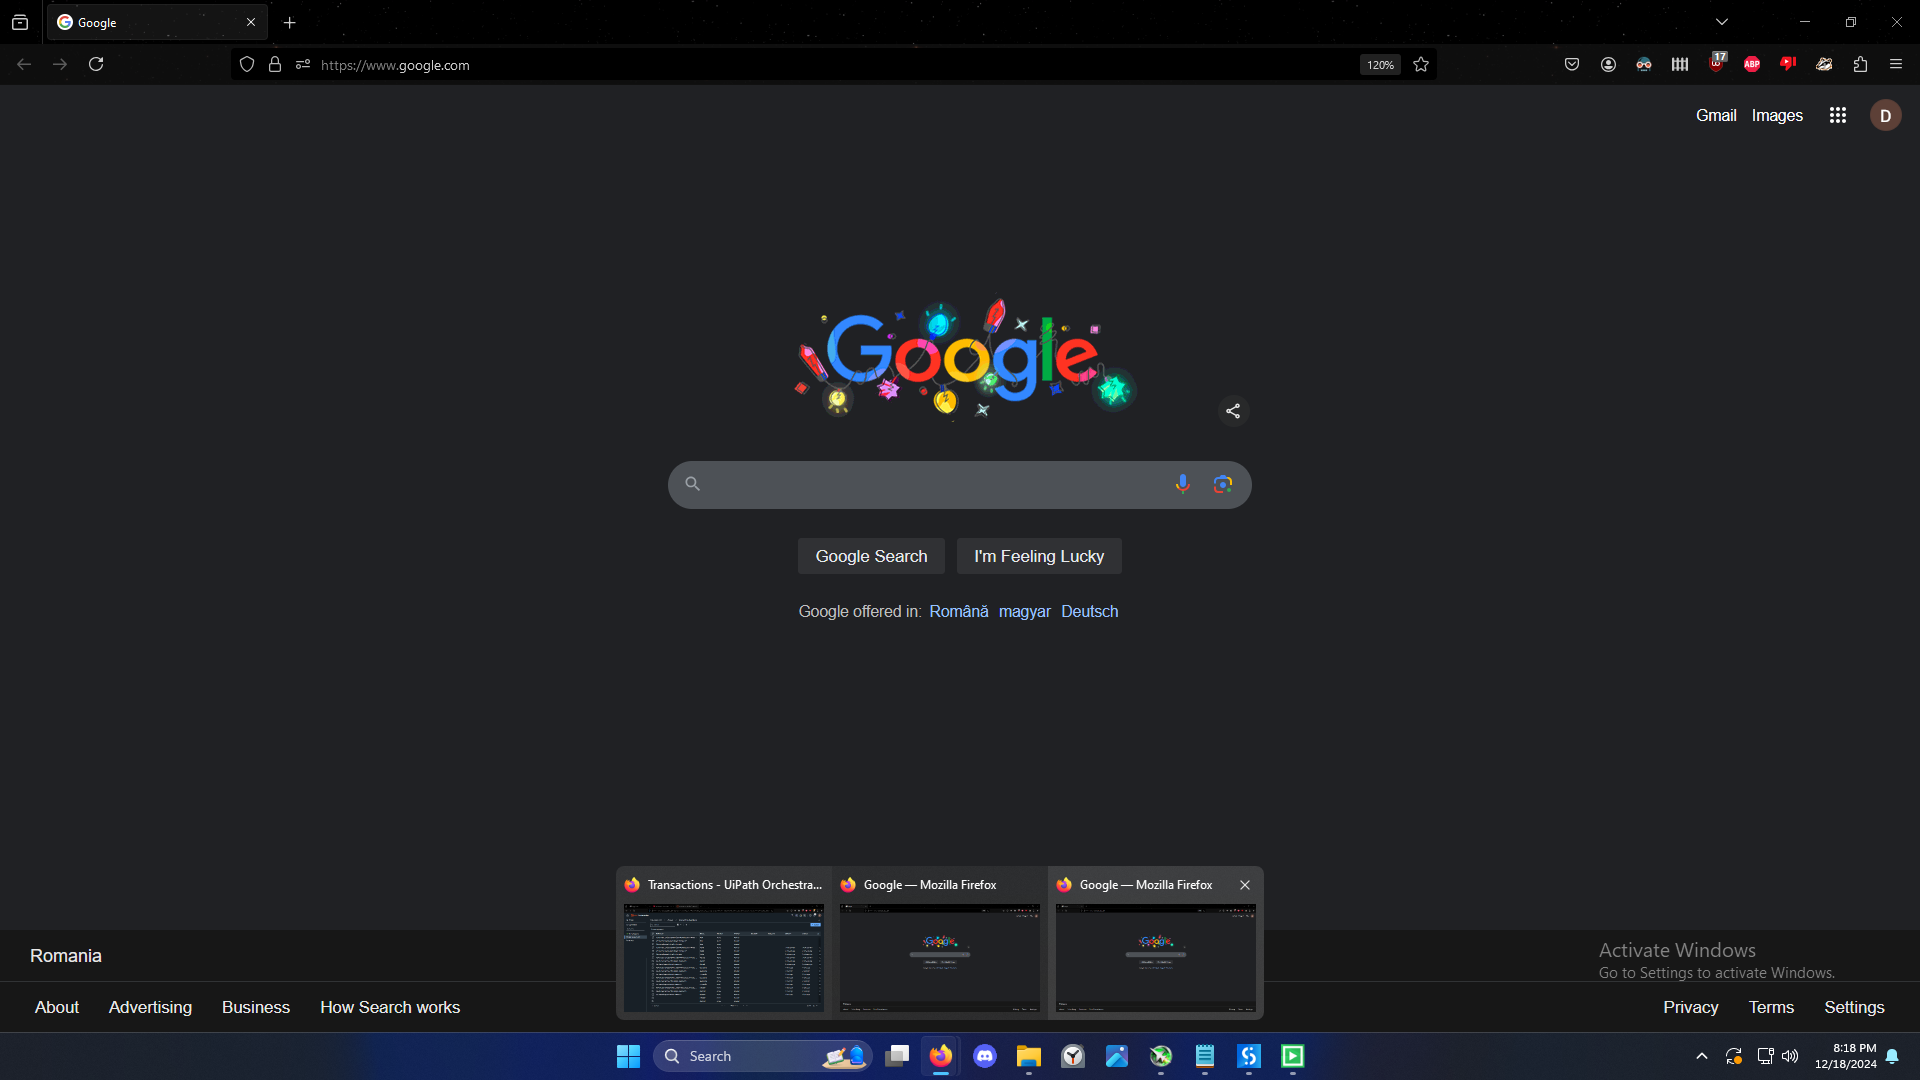 Google
https://www.google.com
120%
17
ABP
Gmail Images
D
Google
Google Search I'm Feeling Lucky
Google offered in: Română magyar Deutsch
Transactions - UiPath Orchestra...
Google — Mozilla Firefox
Google — Mozilla Firefox
Romania
Activate Windows
Go to Settings to activate Windows.
About Advertising Business How Search works
Privacy Terms Settings
Search
8:18 PM
12/18/2024